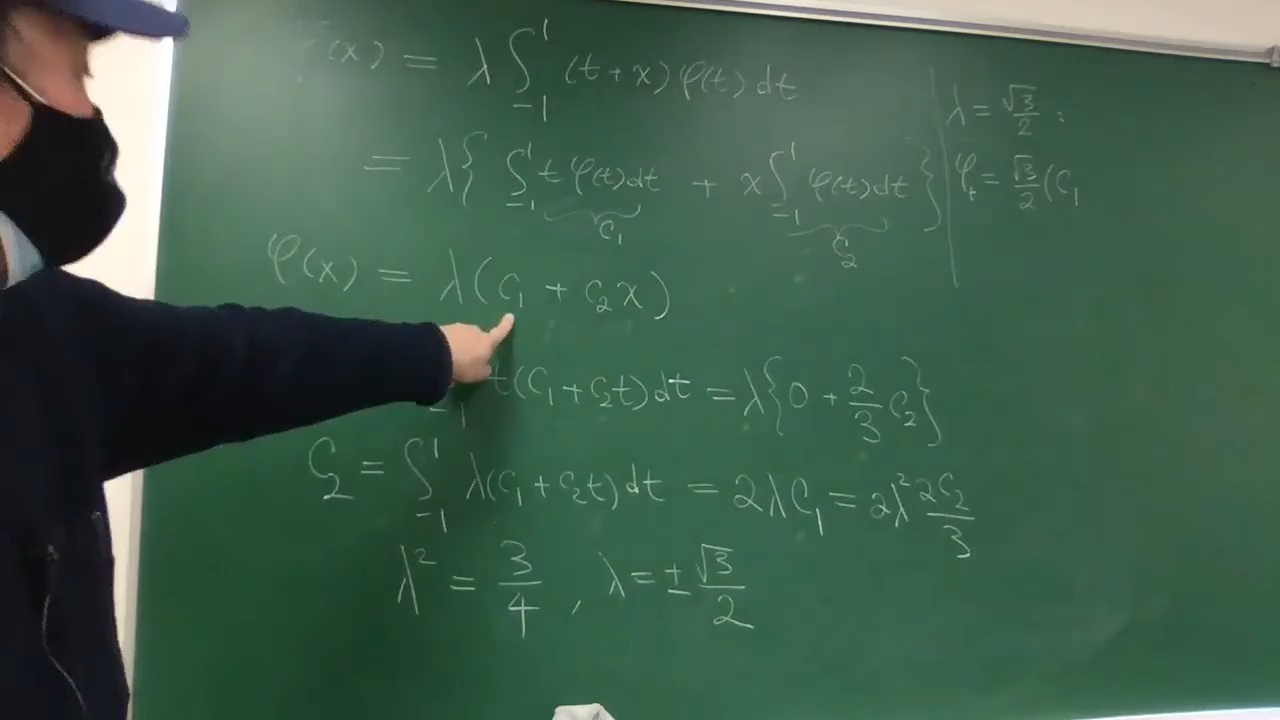 (x) = λ ∫₋₁¹ (t + x) φ(t) dt
= λ{ ∫₋₁¹ t φ(t) dt + x ∫₋₁¹ φ(t) dt }
C₁ C₂
φ(x) = λ(C₁ + C₂x)
₋₁ t(C₁ + C₂t) dt = λ{0 + 2/3 C₂}
C₂ = ∫₋₁¹ λ(C₁ + C₂t) dt = 2λC₁ = 2λ² 2C₂/3
λ² = 3/4 , λ = ± √3/2
λ = √3/2 :
φ₊ = √3/2 (C₁